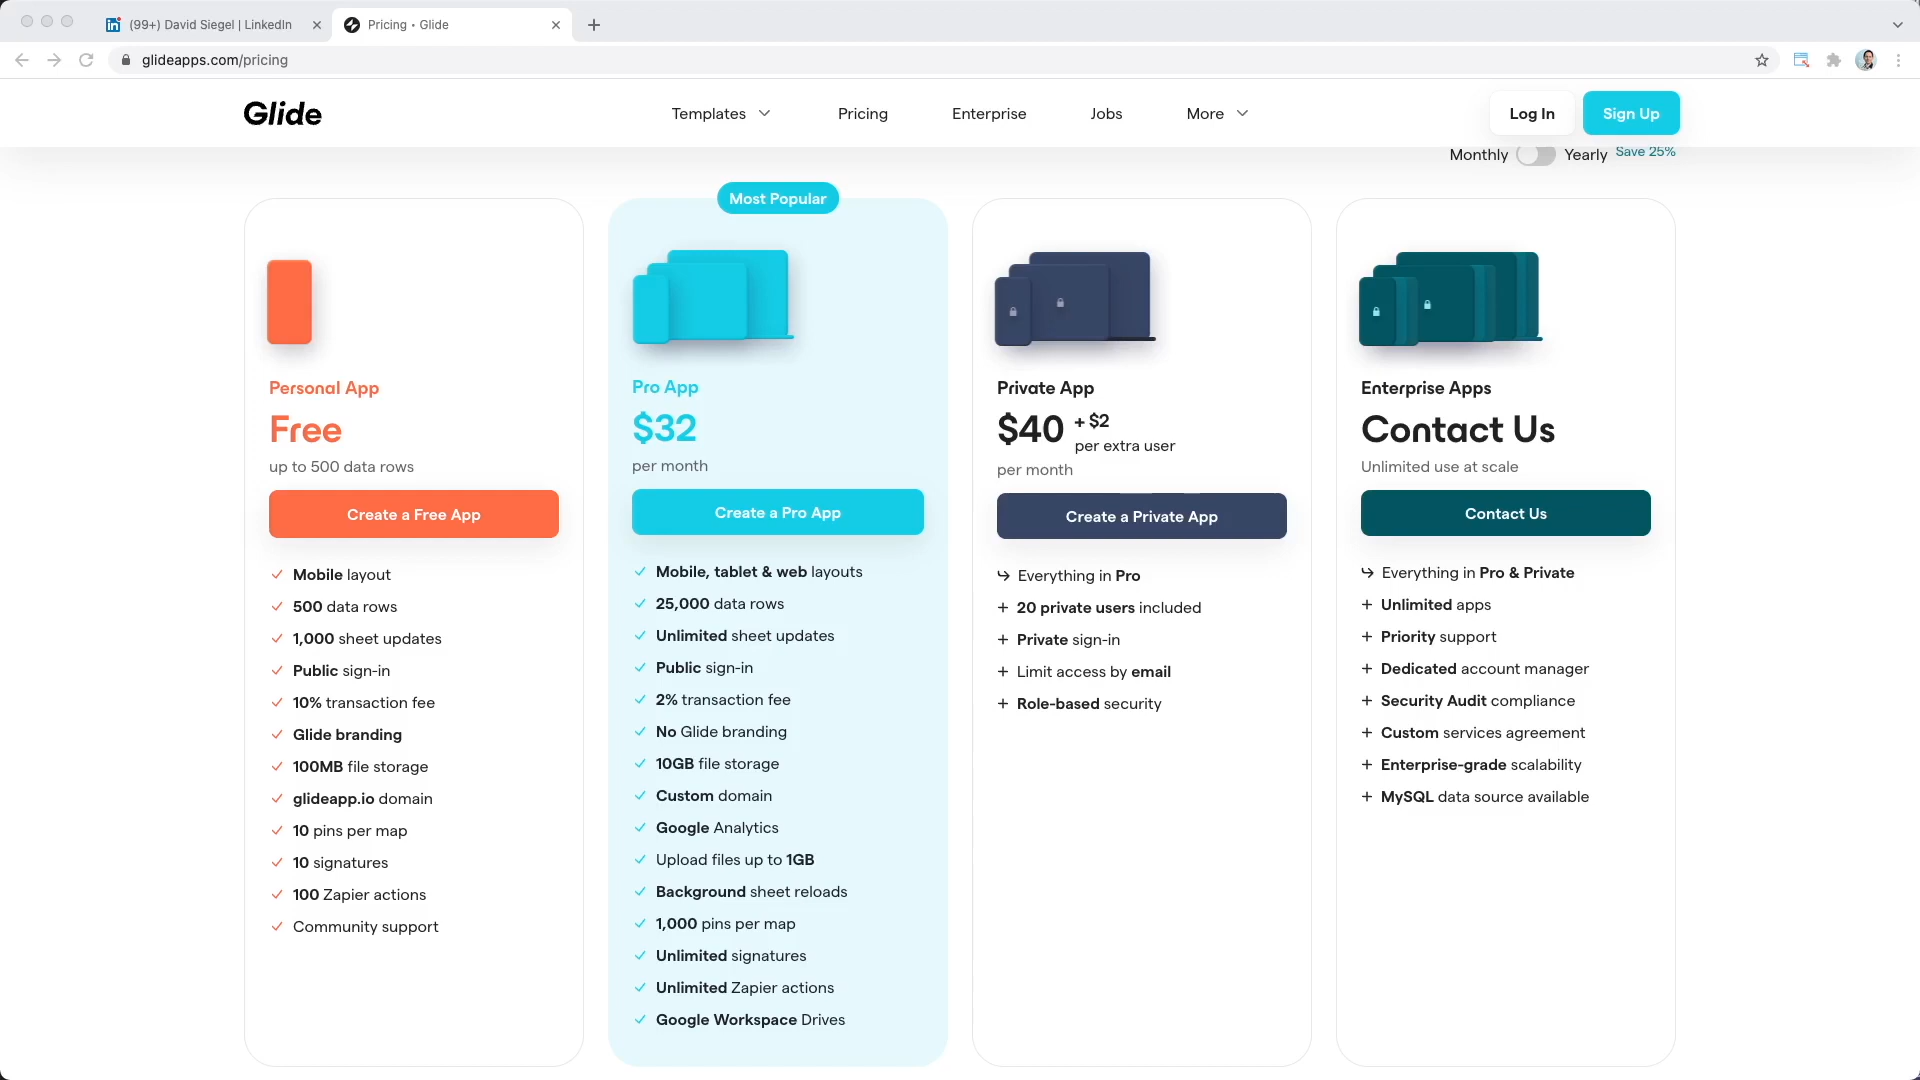 (99+) David Siegel | LinkedIn
Pricing • Glide
glideapps.com/pricing
Glide
Templates
Pricing
Enterprise
Jobs
More
Log In
Sign Up
Monthly
Yearly
Save 25%
Most Popular
Personal App
Free
up to 500 data rows
Create a Free App
Mobile layout
500 data rows
1,000 sheet updates
Public sign-in
10% transaction fee
Glide branding
100MB file storage
glideapp.io domain
10 pins per map
10 signatures
100 Zapier actions
Community support
Pro App
$32
per month
Create a Pro App
Mobile, tablet & web layouts
25,000 data rows
Unlimited sheet updates
Public sign-in
2% transaction fee
No Glide branding
10GB file storage
Custom domain
Google Analytics
Upload files up to 1GB
Background sheet reloads
1,000 pins per map
Unlimited signatures
Unlimited Zapier actions
Google Workspace Drives
Private App
$40 + $2
per extra user
per month
Create a Private App
Everything in Pro
+ 20 private users included
+ Private sign-in
+ Limit access by email
+ Role-based security
Enterprise Apps
Contact Us
Unlimited use at scale
Contact Us
Everything in Pro & Private
+ Unlimited apps
+ Priority support
+ Dedicated account manager
+ Security Audit compliance
+ Custom services agreement
+ Enterprise-grade scalability
+ MySQL data source available